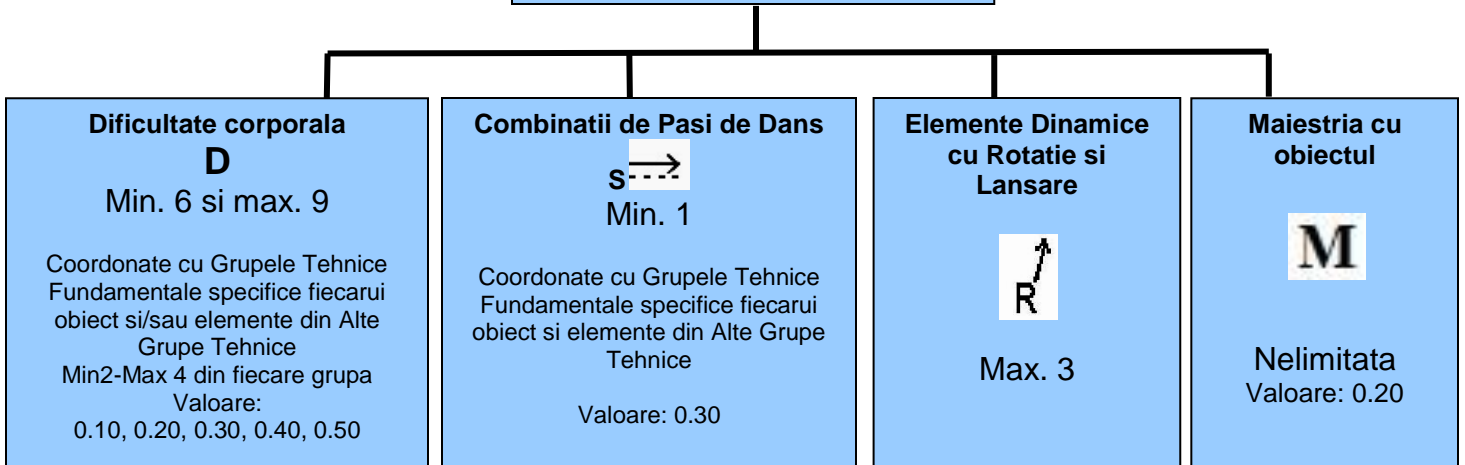 Dificultate corporala
D
Min. 6 si max. 9
Coordonate cu Grupele Tehnice
Fundamentale specifice fiecarui
obiect si/sau elemente din Alte
Grupe Tehnice
Min2-Max 4 din fiecare grupa
Valoare:
0.10, 0.20, 0.30, 0.40, 0.50
Combinatii de Pasi de Dans
S
Min. 1
Coordonate cu Grupele Tehnice
Fundamentale specifice fiecarui
obiect si elemente din Alte Grupe
Tehnice
Valoare: 0.30
Elemente Dinamice
cu Rotatie si
Lansare
R
Max. 3
Maiestria cu
obiectul
M
Nelimitata
Valoare: 0.20